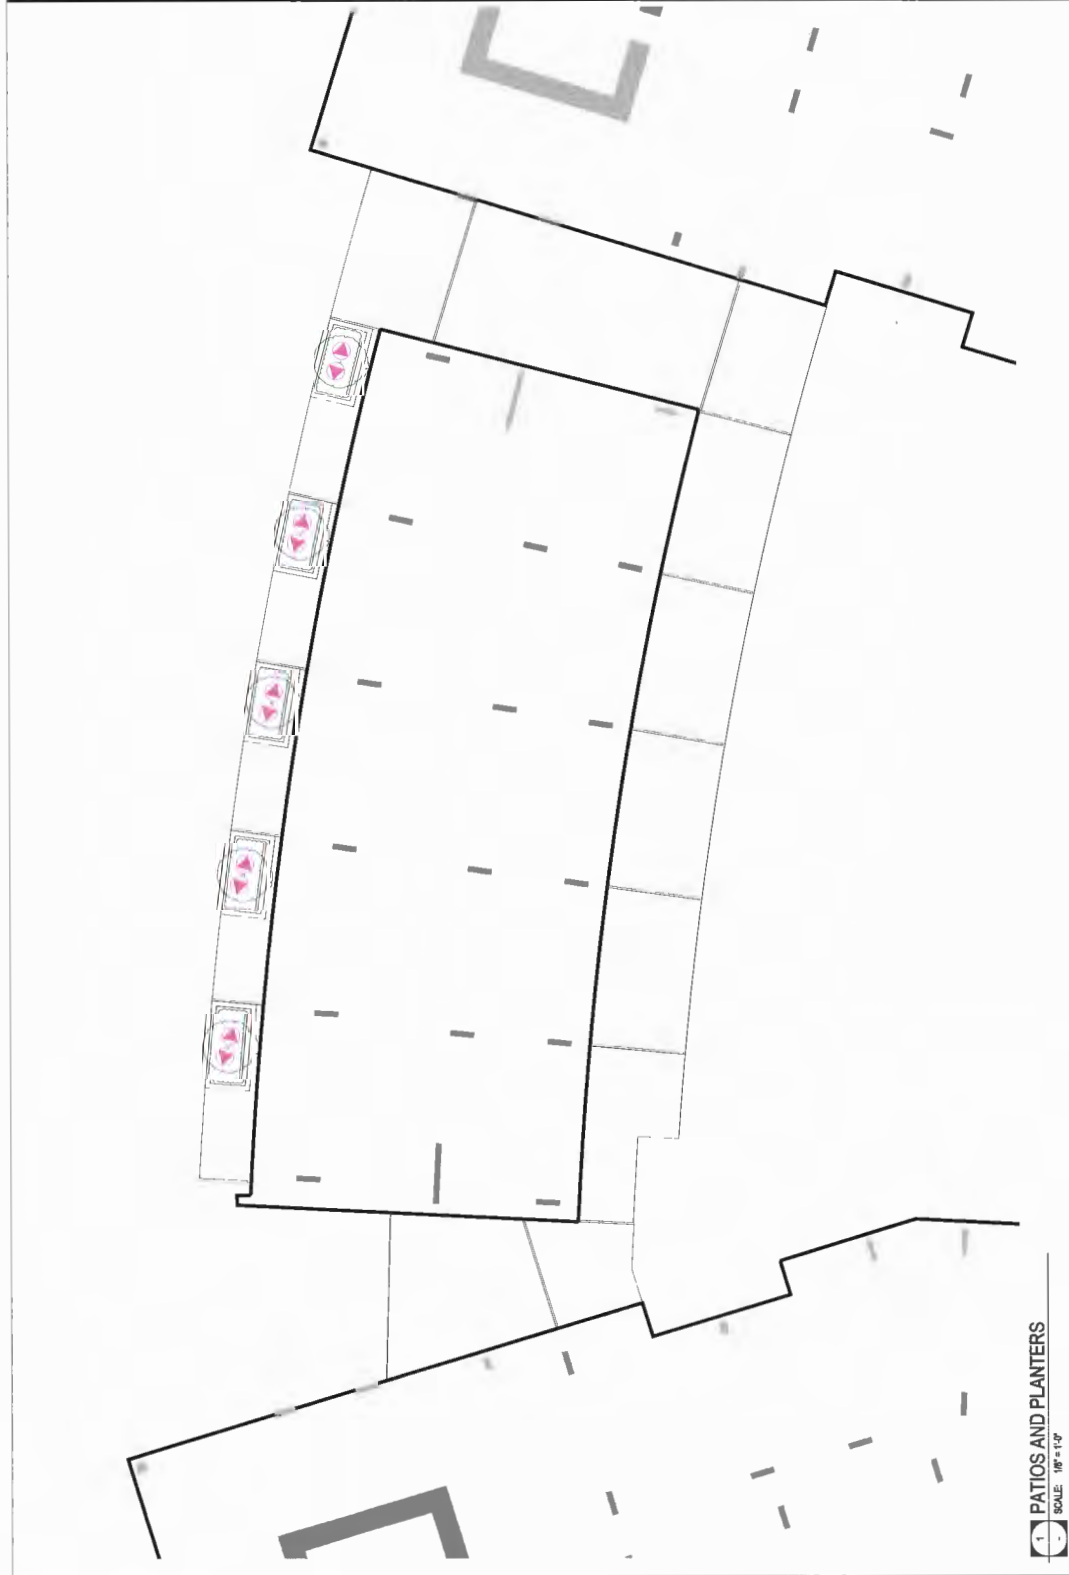 1
-
PATIOS AND PLANTERS
SCALE: 1/8" = 1'-0"